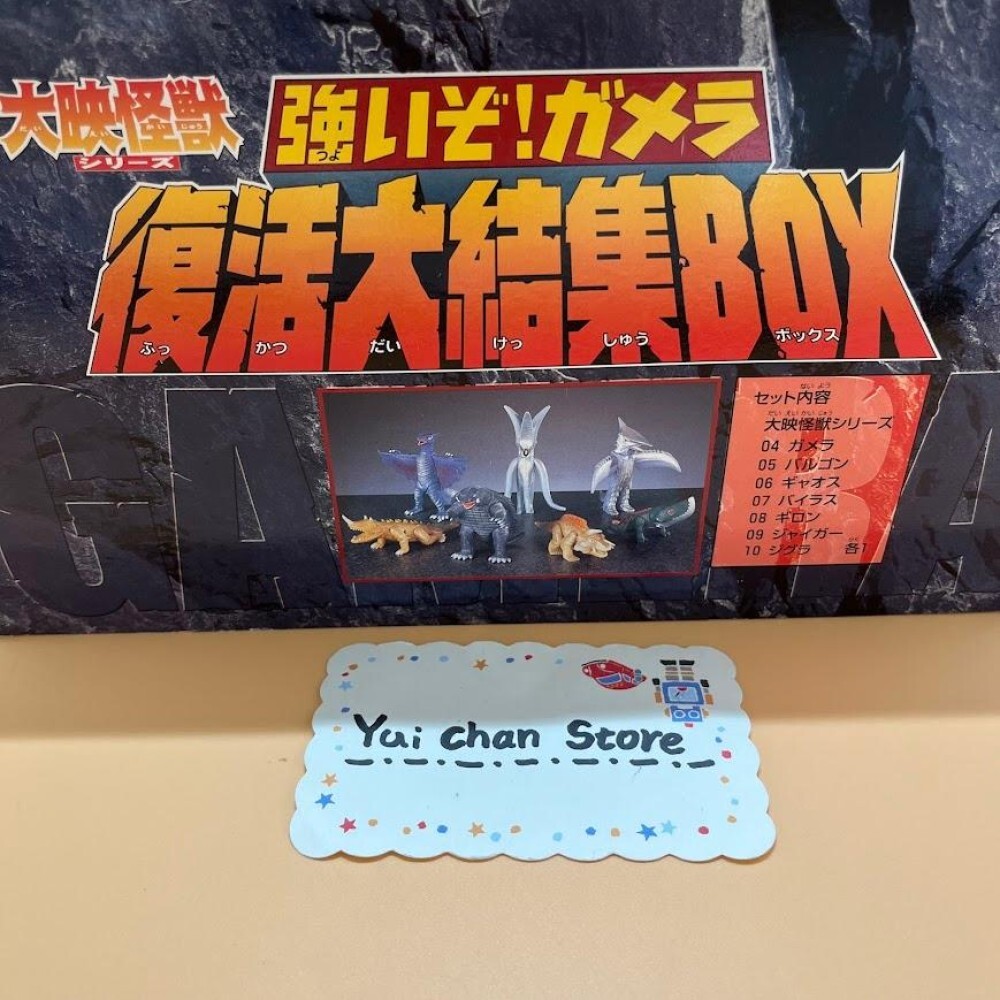 大映怪獣
シリーズ
強いぞ!ガメラ
つよ
復活大結集BOX
ふっ かつ だい けっ しゅう ボックス
セット内容
ない よう
大映怪獣シリーズ
だい えい かい じゅう
04 ガメラ
05 バルゴン
06 ギャオス
07 バイラス
08 ギロン
09 ジャイガー
10 ジグラ 各1
Yui chan Store